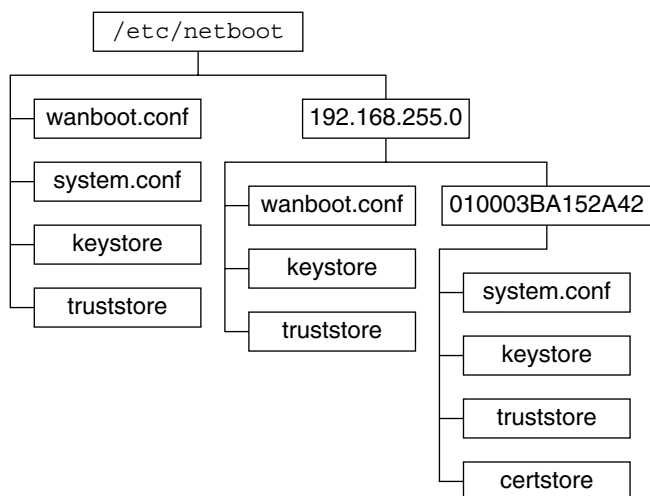 /etc/netboot
wanboot.conf
system.conf
keystore
truststore
192.168.255.0
wanboot.conf
keystore
truststore
010003BA152A42
system.conf
keystore
truststore
certstore